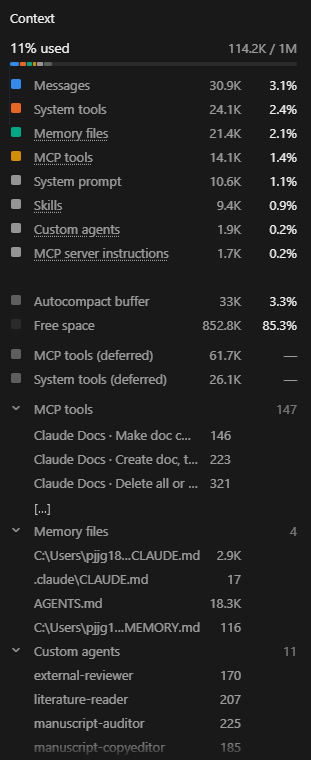 Context
11% used 114.2K / 1M
Messages 30.9K 3.1%
System tools 24.1K 2.4%
Memory files 21.4K 2.1%
MCP tools 14.1K 1.4%
System prompt 10.6K 1.1%
Skills 9.4K 0.9%
Custom agents 1.9K 0.2%
MCP server instructions 1.7K 0.2%
Autocompact buffer 33K 3.3%
Free space 852.8K 85.3%
MCP tools (deferred) 61.7K —
System tools (deferred) 26.1K —
MCP tools 147
Claude Docs · Make doc c... 146
Claude Docs · Create doc, t... 223
Claude Docs · Delete all or ... 321
[...]
Memory files 4
C:\Users\pjjg18...CLAUDE.md 2.9K
.claude\CLAUDE.md 17
AGENTS.md 18.3K
C:\Users\pjjg1...MEMORY.md 116
Custom agents 11
external-reviewer 170
literature-reader 207
manuscript-auditor 225
manuscript-copyeditor 185